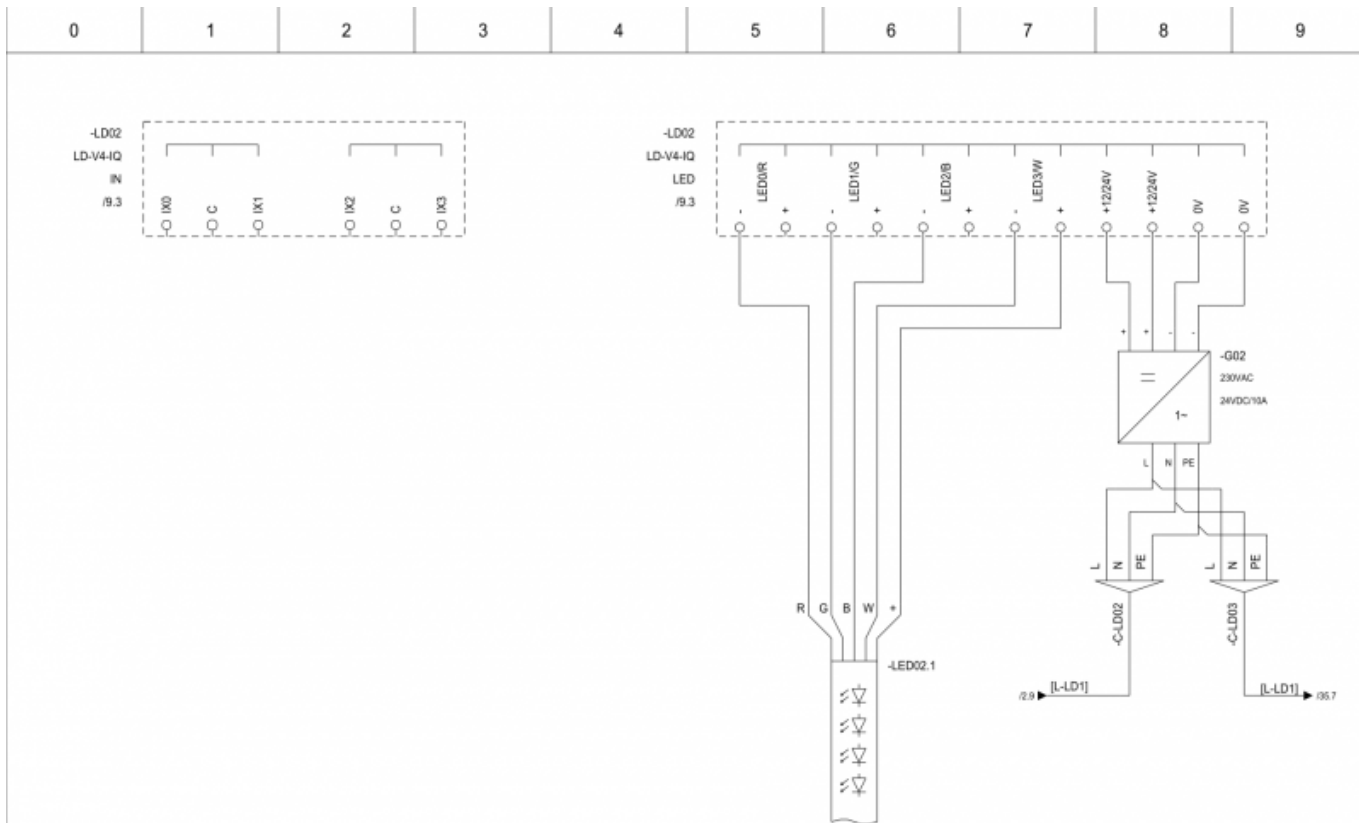 0 1 2 3 4 5 6 7 8 9
-LD02
LD-V4-IQ
IN
/9.3
IX0 C IX1 IX2 C IX3
-LD02
LD-V4-IQ
LED
/9.3
LED0/R LED1/G LED2/B LED3/W +12/24V +12/24V 0V 0V
- + - + - + - +
+ + - -
-G02
230VAC
24VDC/10A
1~
L N PE
L N PE L N PE
R G B W +
-C-LD02 -C-LD03
-LED02.1
/2.9 [L-LD1] [L-LD1] /35.7